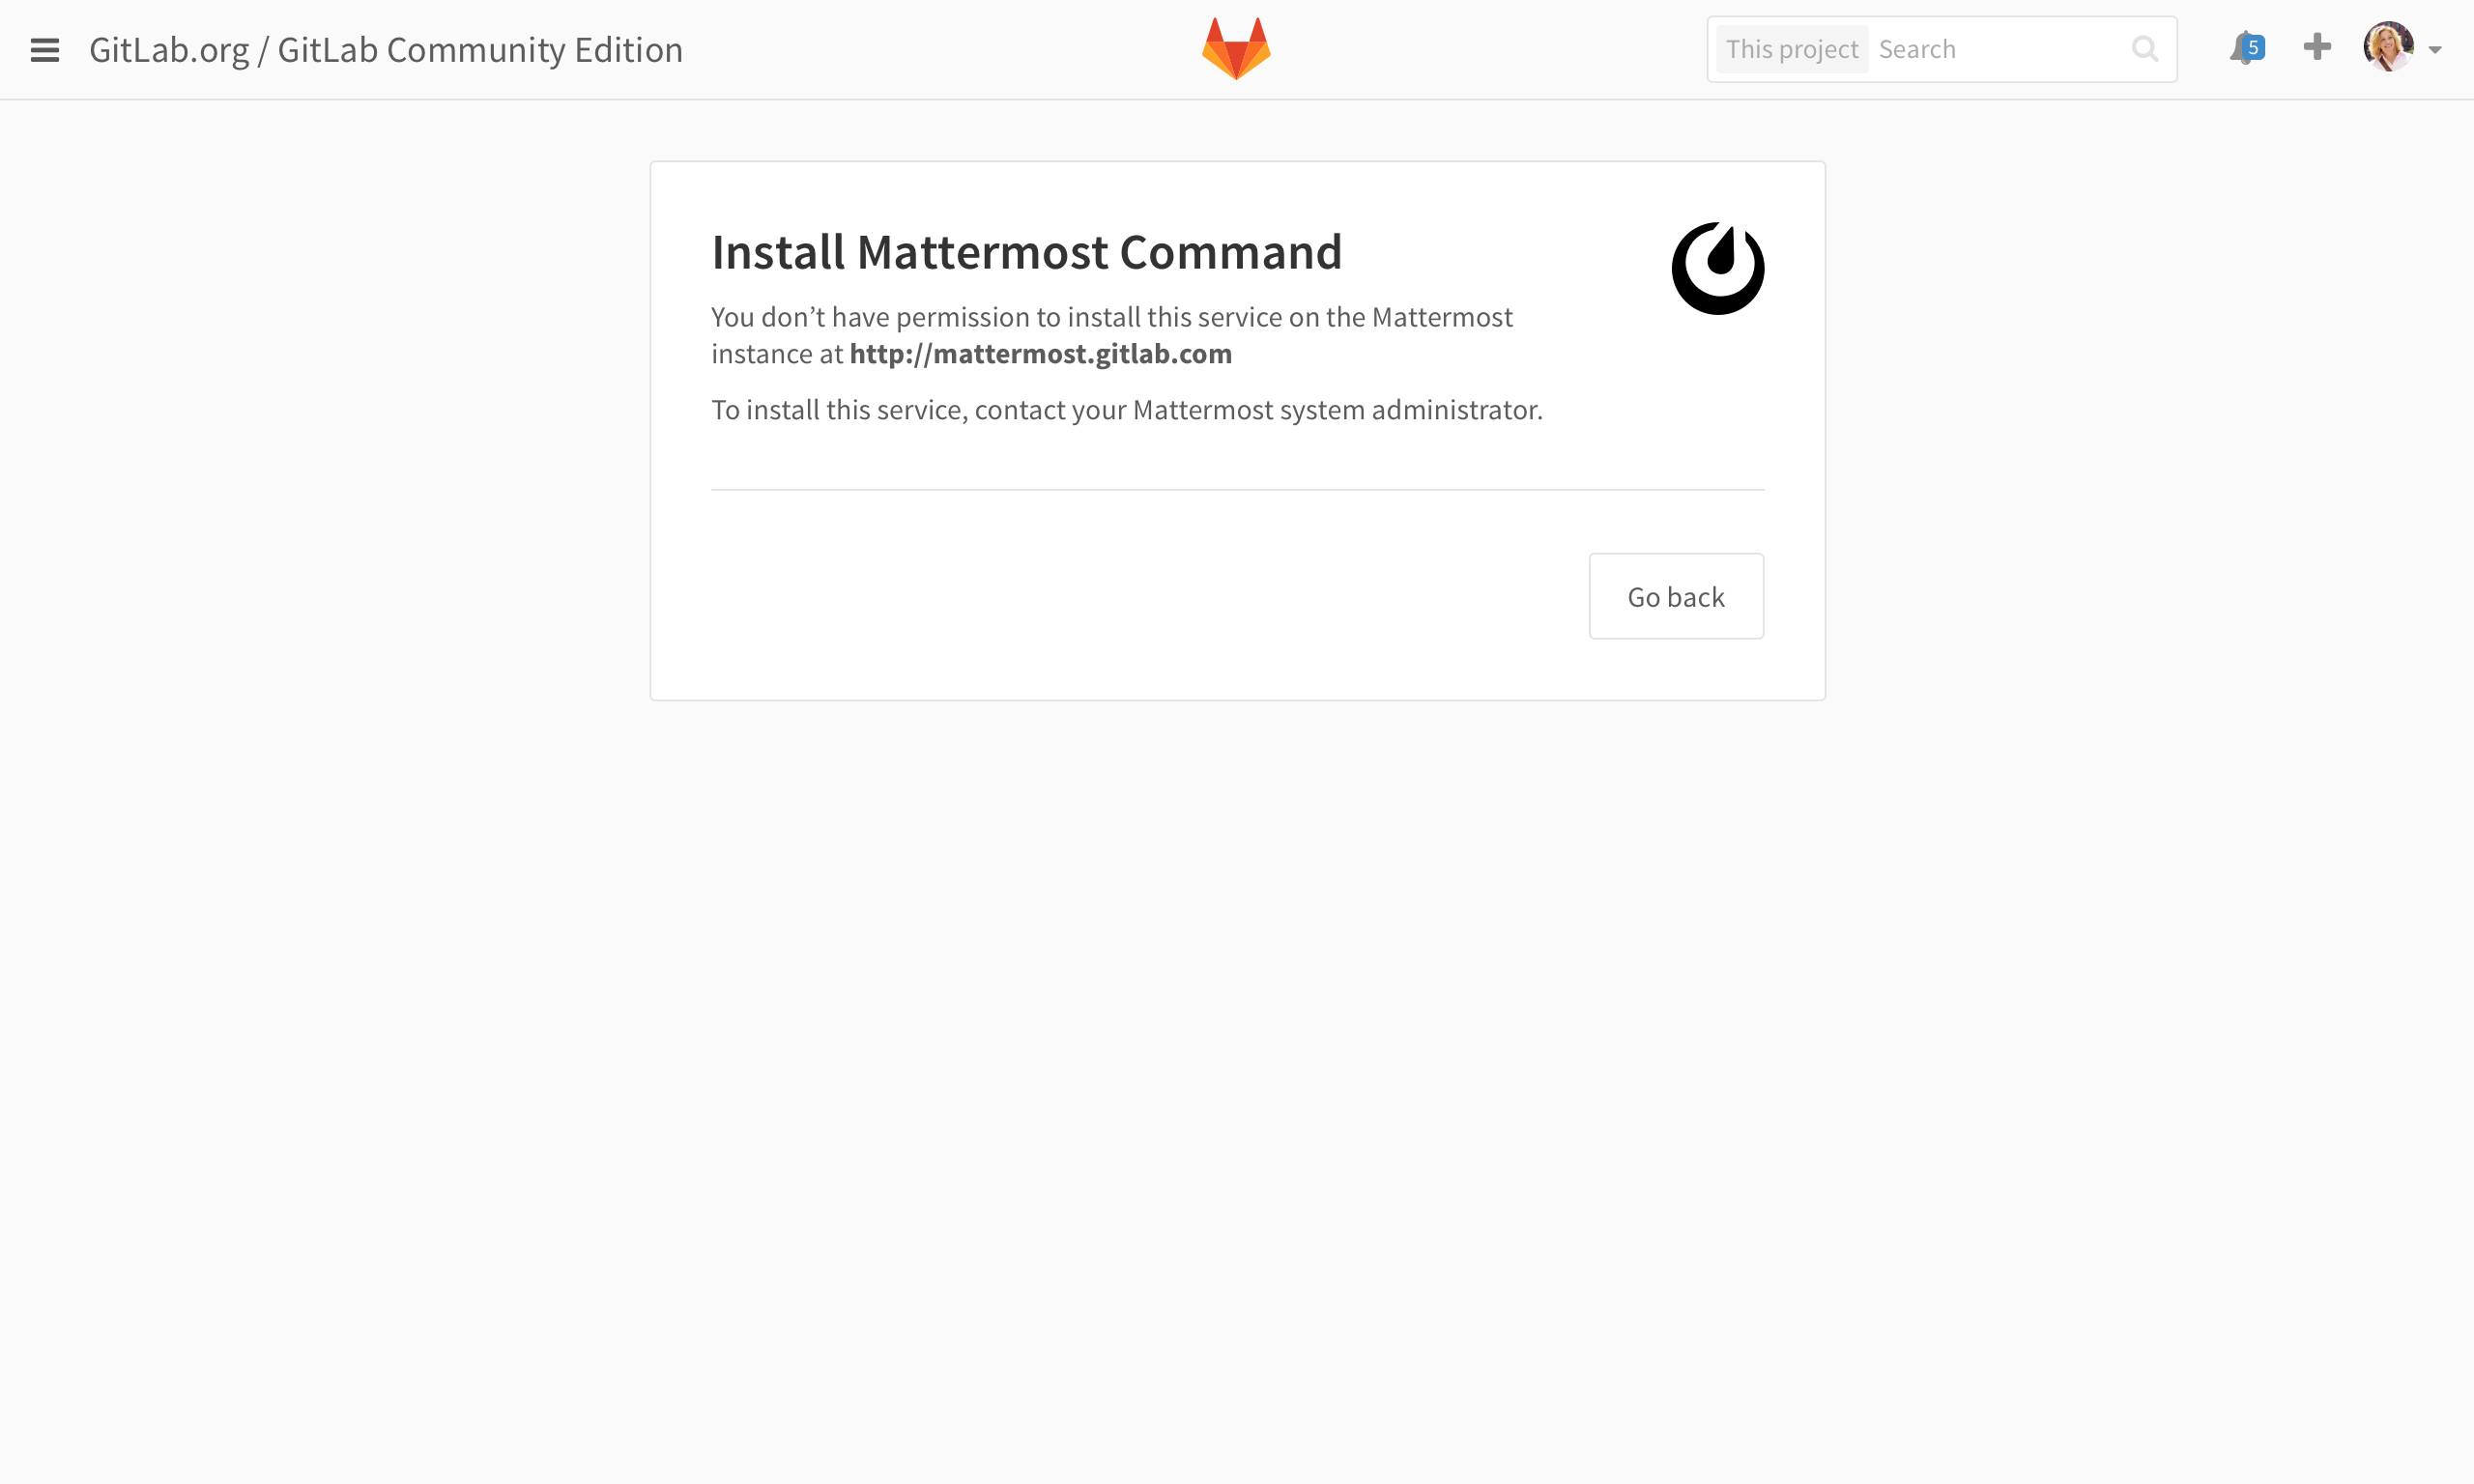 GitLab.org / GitLab Community Edition
This project Search
5
Install Mattermost Command
You don’t have permission to install this service on the Mattermost
instance at http://mattermost.gitlab.com
To install this service, contact your Mattermost system administrator.
Go back